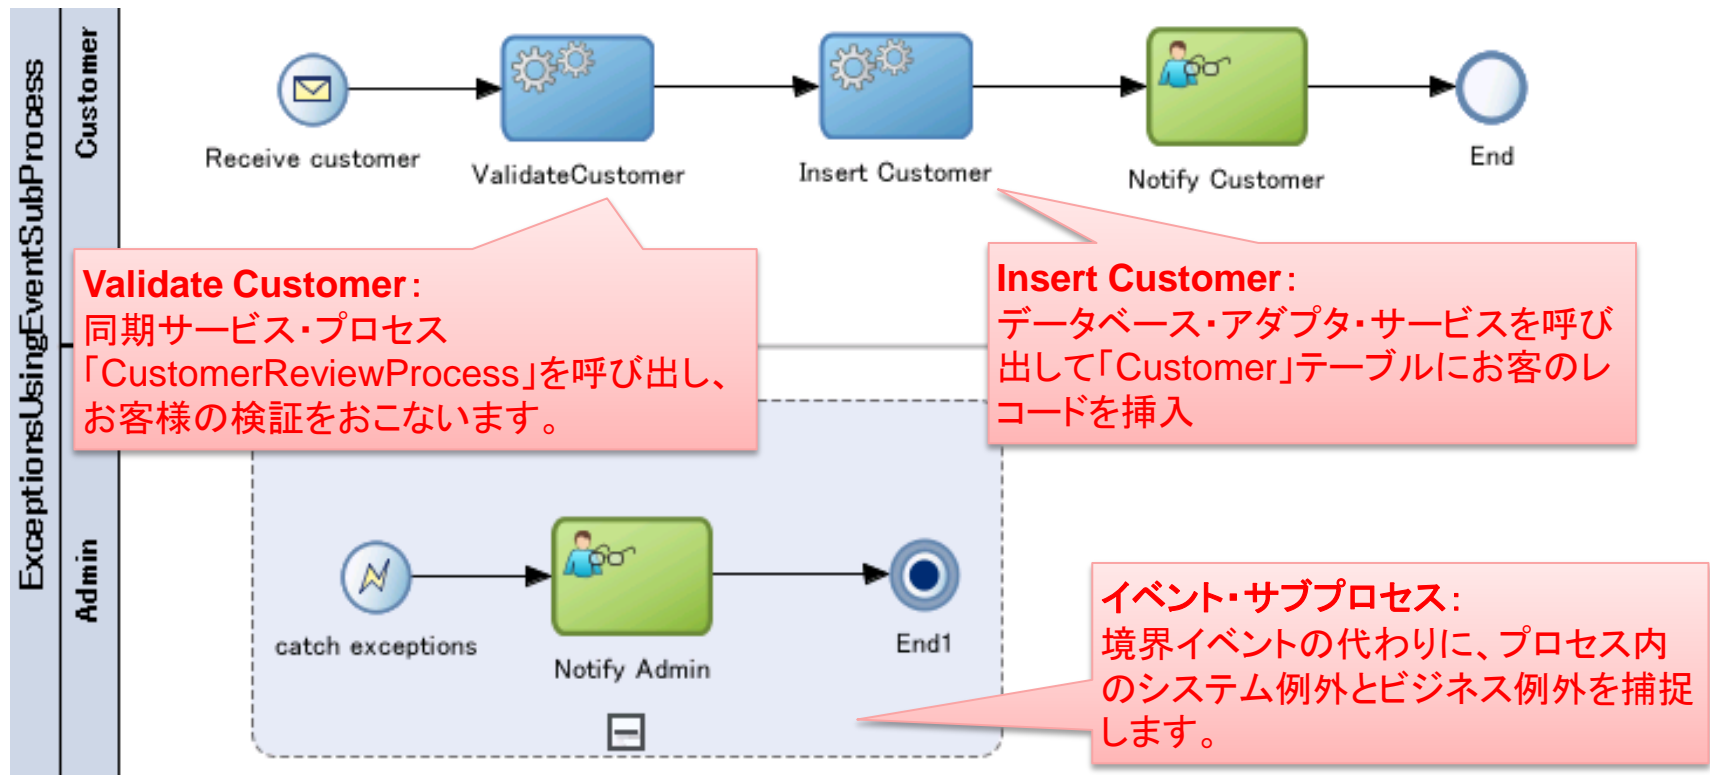 ExceptionsUsingEventSubProcess
Customer
Receive customer
ValidateCustomer
Insert Customer
Notify Customer
End
Validate Customer：
同期サービス・プロセス
「CustomerReviewProcess」を呼び出し、
お客様の検証をおこないます。
Insert Customer：
データベース・アダプタ・サービスを呼び
出して「Customer」テーブルにお客のレ
コードを挿入
Admin
catch exceptions
Notify Admin
End1
イベント・サブプロセス：
境界イベントの代わりに、プロセス内
のシステム例外とビジネス例外を捕捉
します。